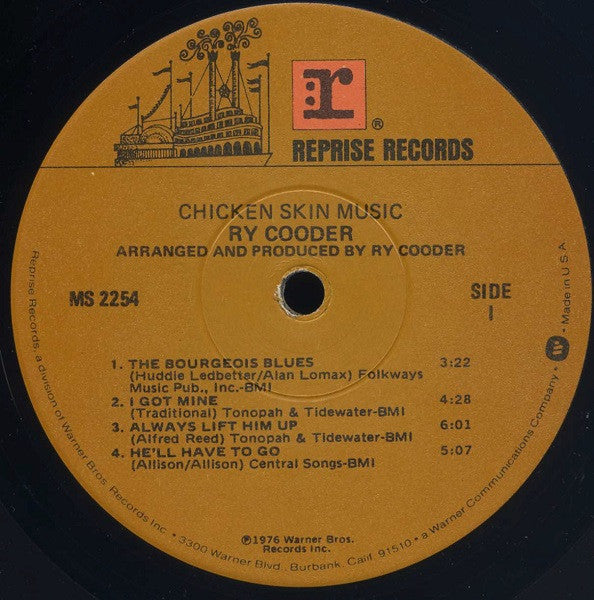 :r
®
REPRISE RECORDS
CHICKEN SKIN MUSIC
RY COODER
ARRANGED AND PRODUCED BY RY COODER
MS 2254
SIDE
1
1. THE BOURGEOIS BLUES 3:22
(Huddie Ledbetter/Alan Lomax) Folkways
Music Pub., Inc.-BMI
2. I GOT MINE 4:28
(Traditional) Tonopah & Tidewater-BMI
3. ALWAYS LIFT HIM UP 6:01
(Alfred Reed) Tonopah & Tidewater-BMI
4. HE'LL HAVE TO GO 5:07
(Allison/Allison) Central Songs-BMI
℗1976 Warner Bros.
Records Inc.
Reprise Records, a division of Warner Bros. Records Inc. • 3300 Warner Blvd., Burbank, Calif. 91510 • a Warner Communications Company • W • Made in U.S.A.